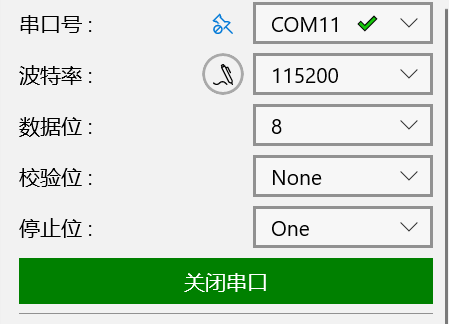 串口号 : COM11
波特率 : 115200
数据位 : 8
校验位 : None
停止位 : One
关闭串口